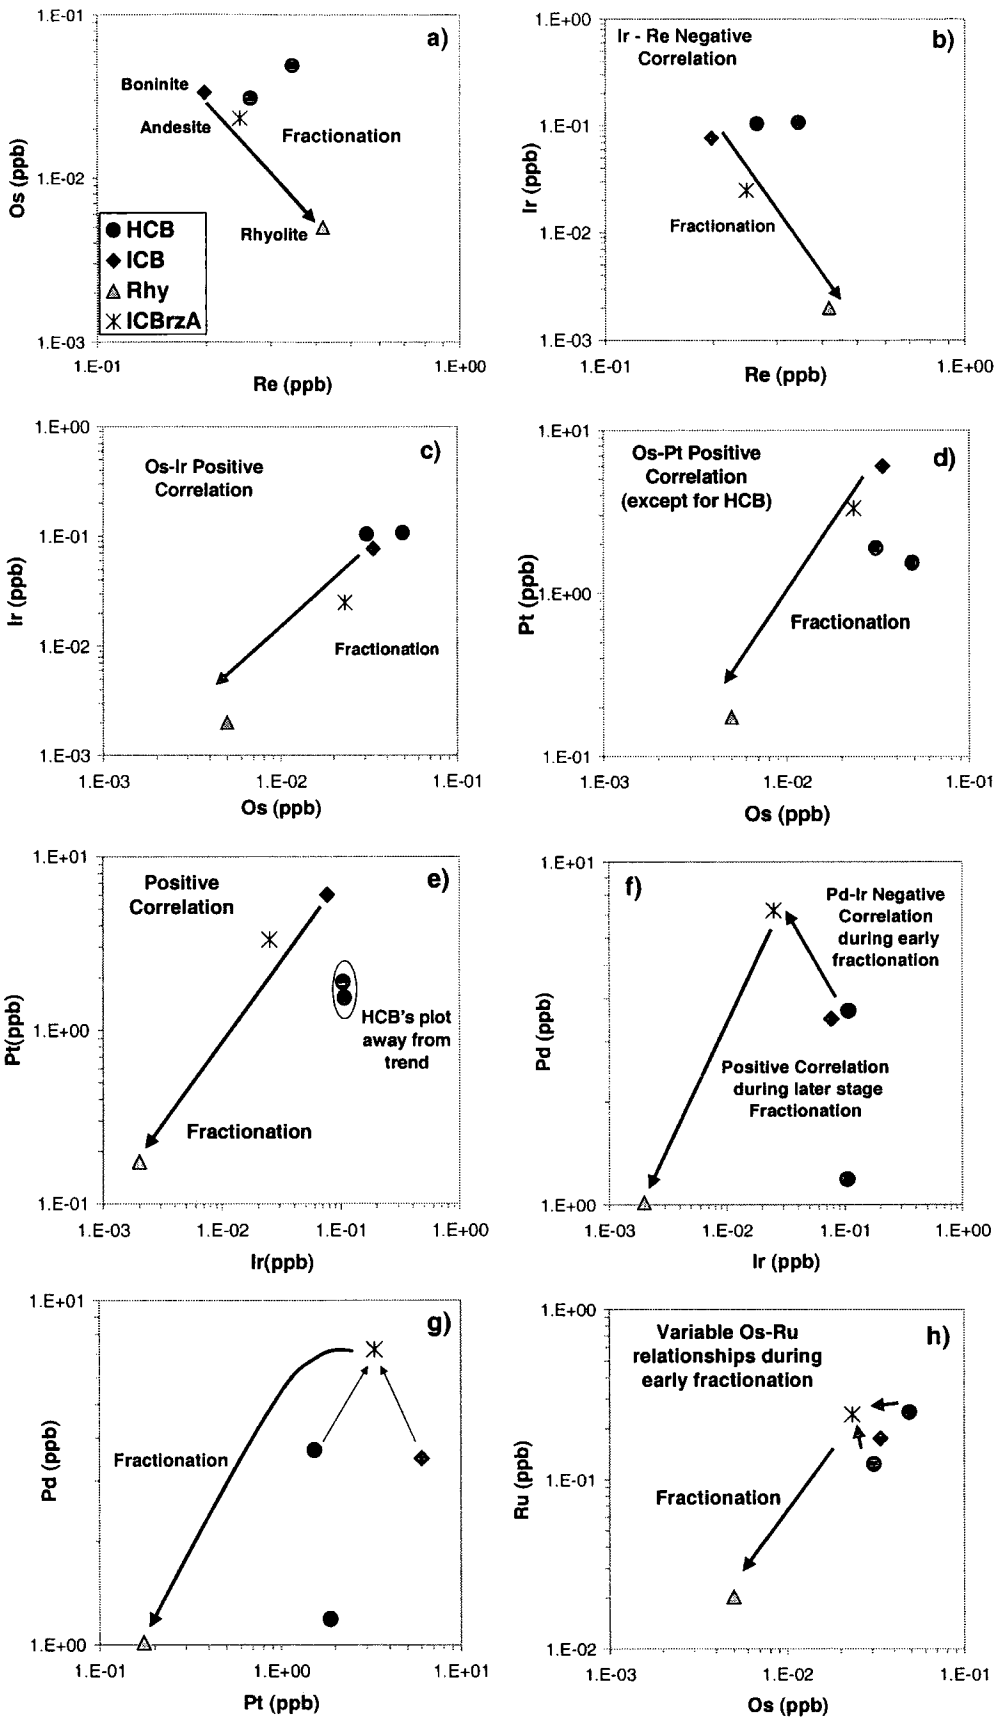 a)
1.E-01
1.E-02
1.E-03
Os (ppb)
Boninite
Andesite
Fractionation
Rhyolite
HCB
ICB
Rhy
ICBrzA
1.E-01
1.E+00
Re (ppb)
b)
Ir - Re Negative
Correlation
1.E+00
1.E-01
1.E-02
1.E-03
Ir (ppb)
Fractionation
1.E-01
1.E+00
Re (ppb)
c)
Os-Ir Positive
Correlation
1.E+00
1.E-01
1.E-02
1.E-03
Ir (ppb)
Fractionation
1.E-03
1.E-02
1.E-01
Os (ppb)
d)
Os-Pt Positive
Correlation
(except for HCB)
1.E+01
1.E+00
1.E-01
Pt (ppb)
Fractionation
1.E-03
1.E-02
1.E-01
Os (ppb)
e)
Positive
Correlation
1.E+01
1.E+00
1.E-01
Pt(ppb)
HCB's plot
away from
trend
Fractionation
1.E-03
1.E-02
1.E-01
1.E+00
Ir(ppb)
f)
1.E+01
1.E+00
Pd (ppb)
Pd-Ir Negative
Correlation
during early
fractionation
Positive Correlation
during later stage
Fractionation
1.E-03
1.E-02
1.E-01
1.E+00
Ir (ppb)
g)
1.E+01
1.E+00
Pd (ppb)
Fractionation
1.E-01
1.E+00
1.E+01
Pt (ppb)
h)
Variable Os-Ru
relationships during
early fractionation
1.E+00
1.E-01
1.E-02
Ru (ppb)
Fractionation
1.E-03
1.E-02
1.E-01
Os (ppb)